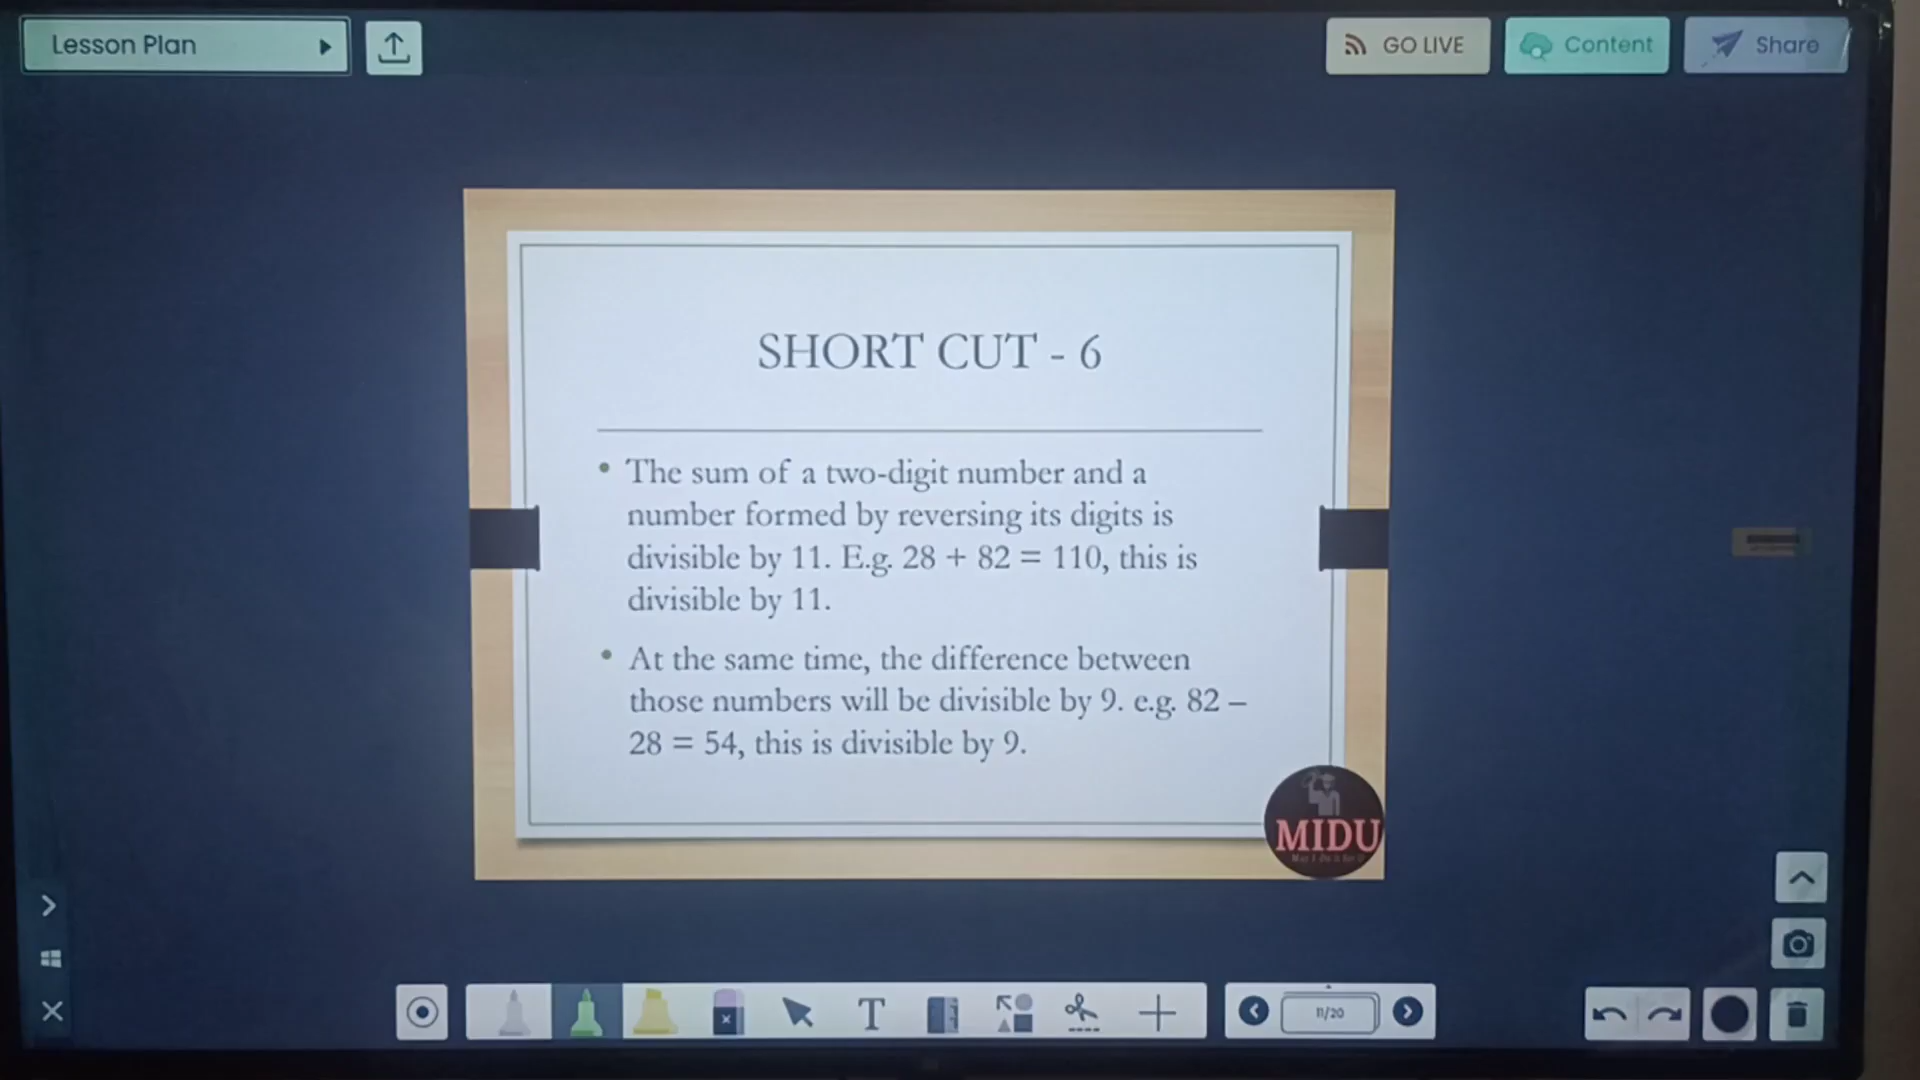 Lesson Plan
GO LIVE
Content
Share
SHORT CUT - 6
• The sum of a two-digit number and a
number formed by reversing its digits is
divisible by 11. E.g. 28 + 82 = 110, this is
divisible by 11.
• At the same time, the difference between
those numbers will be divisible by 9. e.g. 82 –
28 = 54, this is divisible by 9.
MIDU
T
11/20